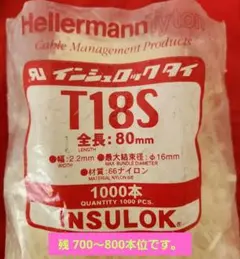 HellermannTyton
Cable Management Products
インシュロックタイ
T18S
全長:80mm
LENGTH
●幅:2.2mm ●最大結束径:φ16mm
WIDTH MAX BUNDLE DIAMETER
●材質:66ナイロン
MATERIAL NYLON 6/6
1000本
QUANTITY 1000 PCS.
INSULOK
残 700〜800本位です。